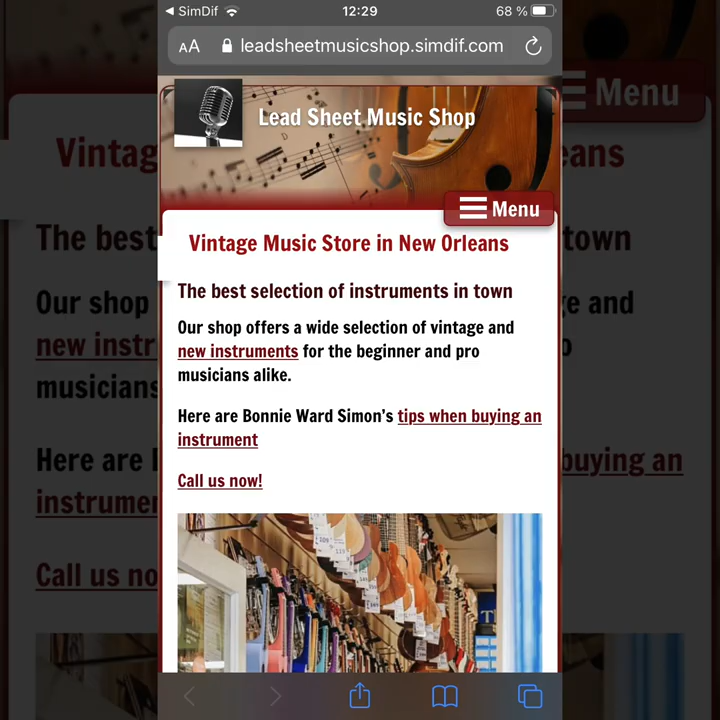 SimDif 12:29 68 %
AA leadsheetmusicshop.simdif.com
Lead Sheet Music Shop
Menu
Vintage Music Store in New Orleans
The best selection of instruments in town
Our shop offers a wide selection of vintage and
new instruments for the beginner and pro
musicians alike.
Here are Bonnie Ward Simon’s tips when buying an
instrument
Call us now!